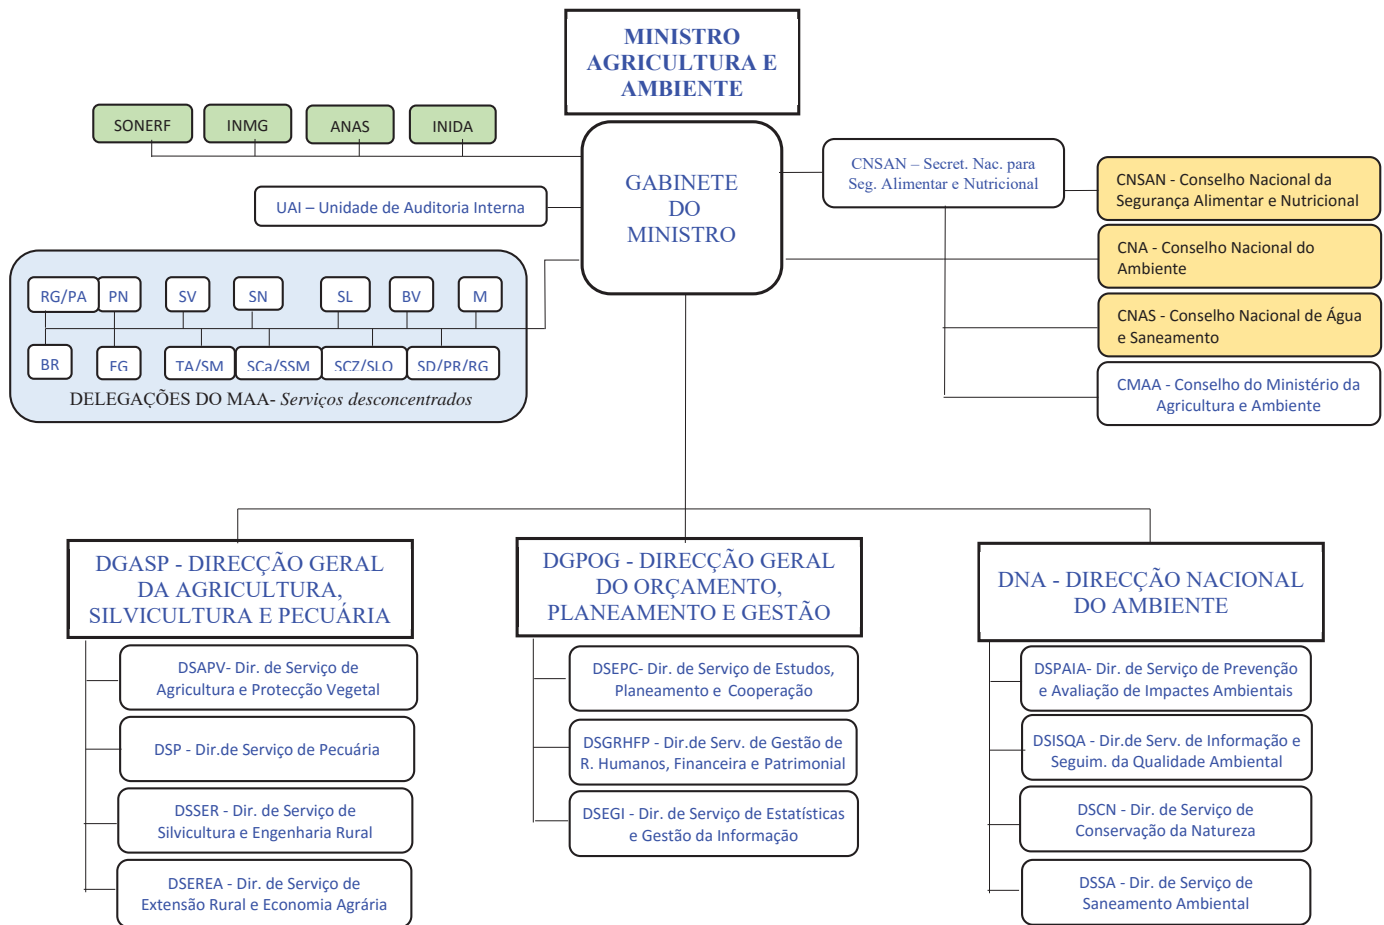 MINISTRO
AGRICULTURA E
AMBIENTE
SONERF
INMG
ANAS
INIDA
GABINETE
DO
MINISTRO
UAI – Unidade de Auditoria Interna
CNSAN – Secret. Nac. para
Seg. Alimentar e Nutricional
CNSAN - Conselho Nacional da
Segurança Alimentar e Nutricional
CNA - Conselho Nacional do
Ambiente
CNAS - Conselho Nacional de Água
e Saneamento
CMAA - Conselho do Ministério da
Agricultura e Ambiente
RG/PA
PN
SV
SN
SL
BV
M
BR
FG
TA/SM
SCa/SSM
SCZ/SLO
SD/PR/RG
DELEGAÇÕES DO MAA- Serviços desconcentrados
DGASP - DIRECÇÃO GERAL
DA AGRICULTURA,
SILVICULTURA E PECUÁRIA
DSAPV- Dir. de Serviço de
Agricultura e Protecção Vegetal
DSP - Dir.de Serviço de Pecuária
DSSER - Dir. de Serviço de
Silvicultura e Engenharia Rural
DSEREA - Dir. de Serviço de
Extensão Rural e Economia Agrária
DGPOG - DIRECÇÃO GERAL
DO ORÇAMENTO,
PLANEAMENTO E GESTÃO
DSEPC- Dir. de Serviço de Estudos,
Planeamento e Cooperação
DSGRHFP - Dir.de Serv. de Gestão de
R. Humanos, Financeira e Patrimonial
DSEGI - Dir. de Serviço de Estatísticas
e Gestão da Informação
DNA - DIRECÇÃO NACIONAL
DO AMBIENTE
DSPAIA- Dir. de Serviço de Prevenção
e Avaliação de Impactes Ambientais
DSISQA - Dir.de Serv. de Informação e
Seguim. da Qualidade Ambiental
DSCN - Dir. de Serviço de
Conservação da Natureza
DSSA - Dir. de Serviço de
Saneamento Ambiental